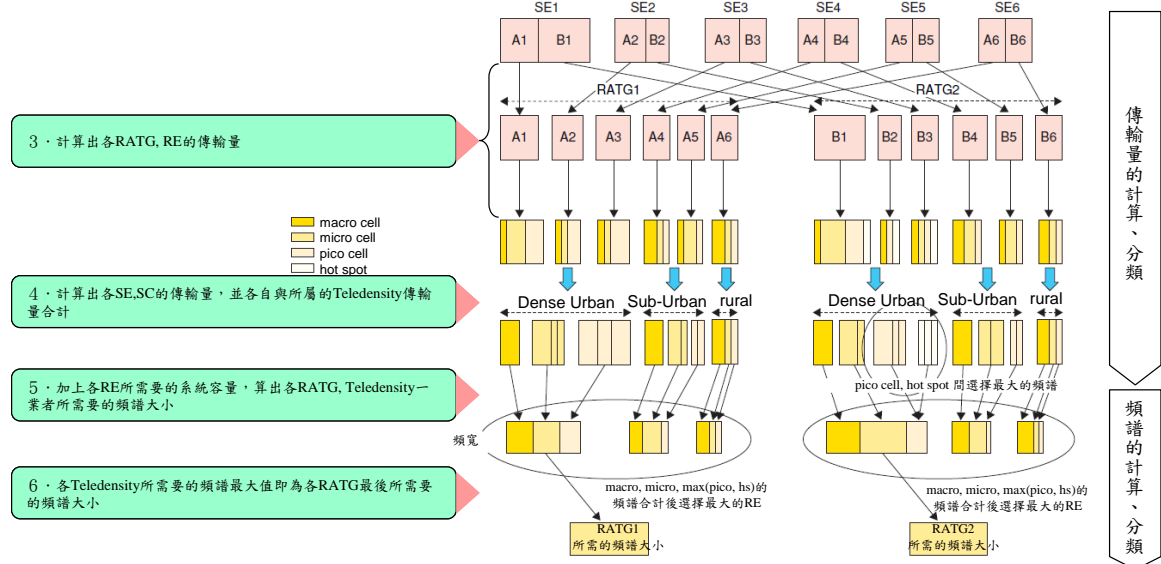 SE1 SE2 SE3 SE4 SE5 SE6
A1 B1 A2 B2 A3 B3 A4 B4 A5 B5 A6 B6
RATG1 RATG2
3．計算出各RATG, RE的傳輸量
A1 A2 A3 A4 A5 A6 B1 B2 B3 B4 B5 B6
macro cell
micro cell
pico cell
hot spot
4．計算出各SE,SC的傳輸量，並各自與所屬的Teledensity傳輸
量合計
Dense Urban Sub-Urban rural Dense Urban Sub-Urban rural
5．加上各RE所需要的系統容量，算出各RATG, Teledensity一
業者所需要的頻譜大小
pico cell, hot spot 間選擇最大的頻譜
頻寬
6．各Teledensity所需要的頻譜最大值即為各RATG最後所需要
的頻譜大小
macro, micro, max(pico, hs)的
頻譜合計後選擇最大的RE
macro, micro, max(pico, hs)的
頻譜合計後選擇最大的RE
RATG1
所需的頻譜大小
RATG2
所需的頻譜大小
傳輸量的計算、分類
頻譜的計算、分類